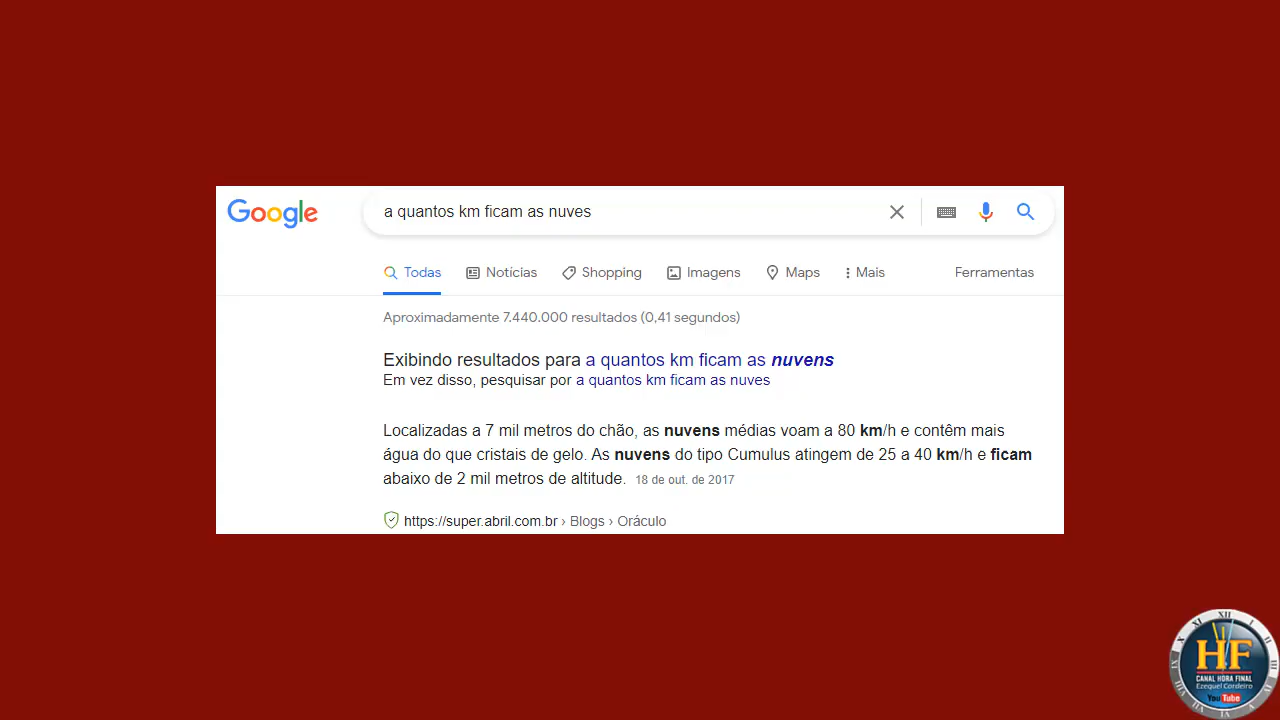 Google
a quantos km ficam as nuves
Todas Notícias Shopping Imagens Maps Mais Ferramentas
Aproximadamente 7.440.000 resultados (0,41 segundos)
Exibindo resultados para a quantos km ficam as nuvens
Em vez disso, pesquisar por a quantos km ficam as nuves
Localizadas a 7 mil metros do chão, as nuvens médias voam a 80 km/h e contêm mais
água do que cristais de gelo. As nuvens do tipo Cumulus atingem de 25 a 40 km/h e ficam
abaixo de 2 mil metros de altitude. 18 de out. de 2017
https://super.abril.com.br › Blogs › Oráculo
HF
CANAL HORA FINAL
Ezequel Cordeiro
YouTube